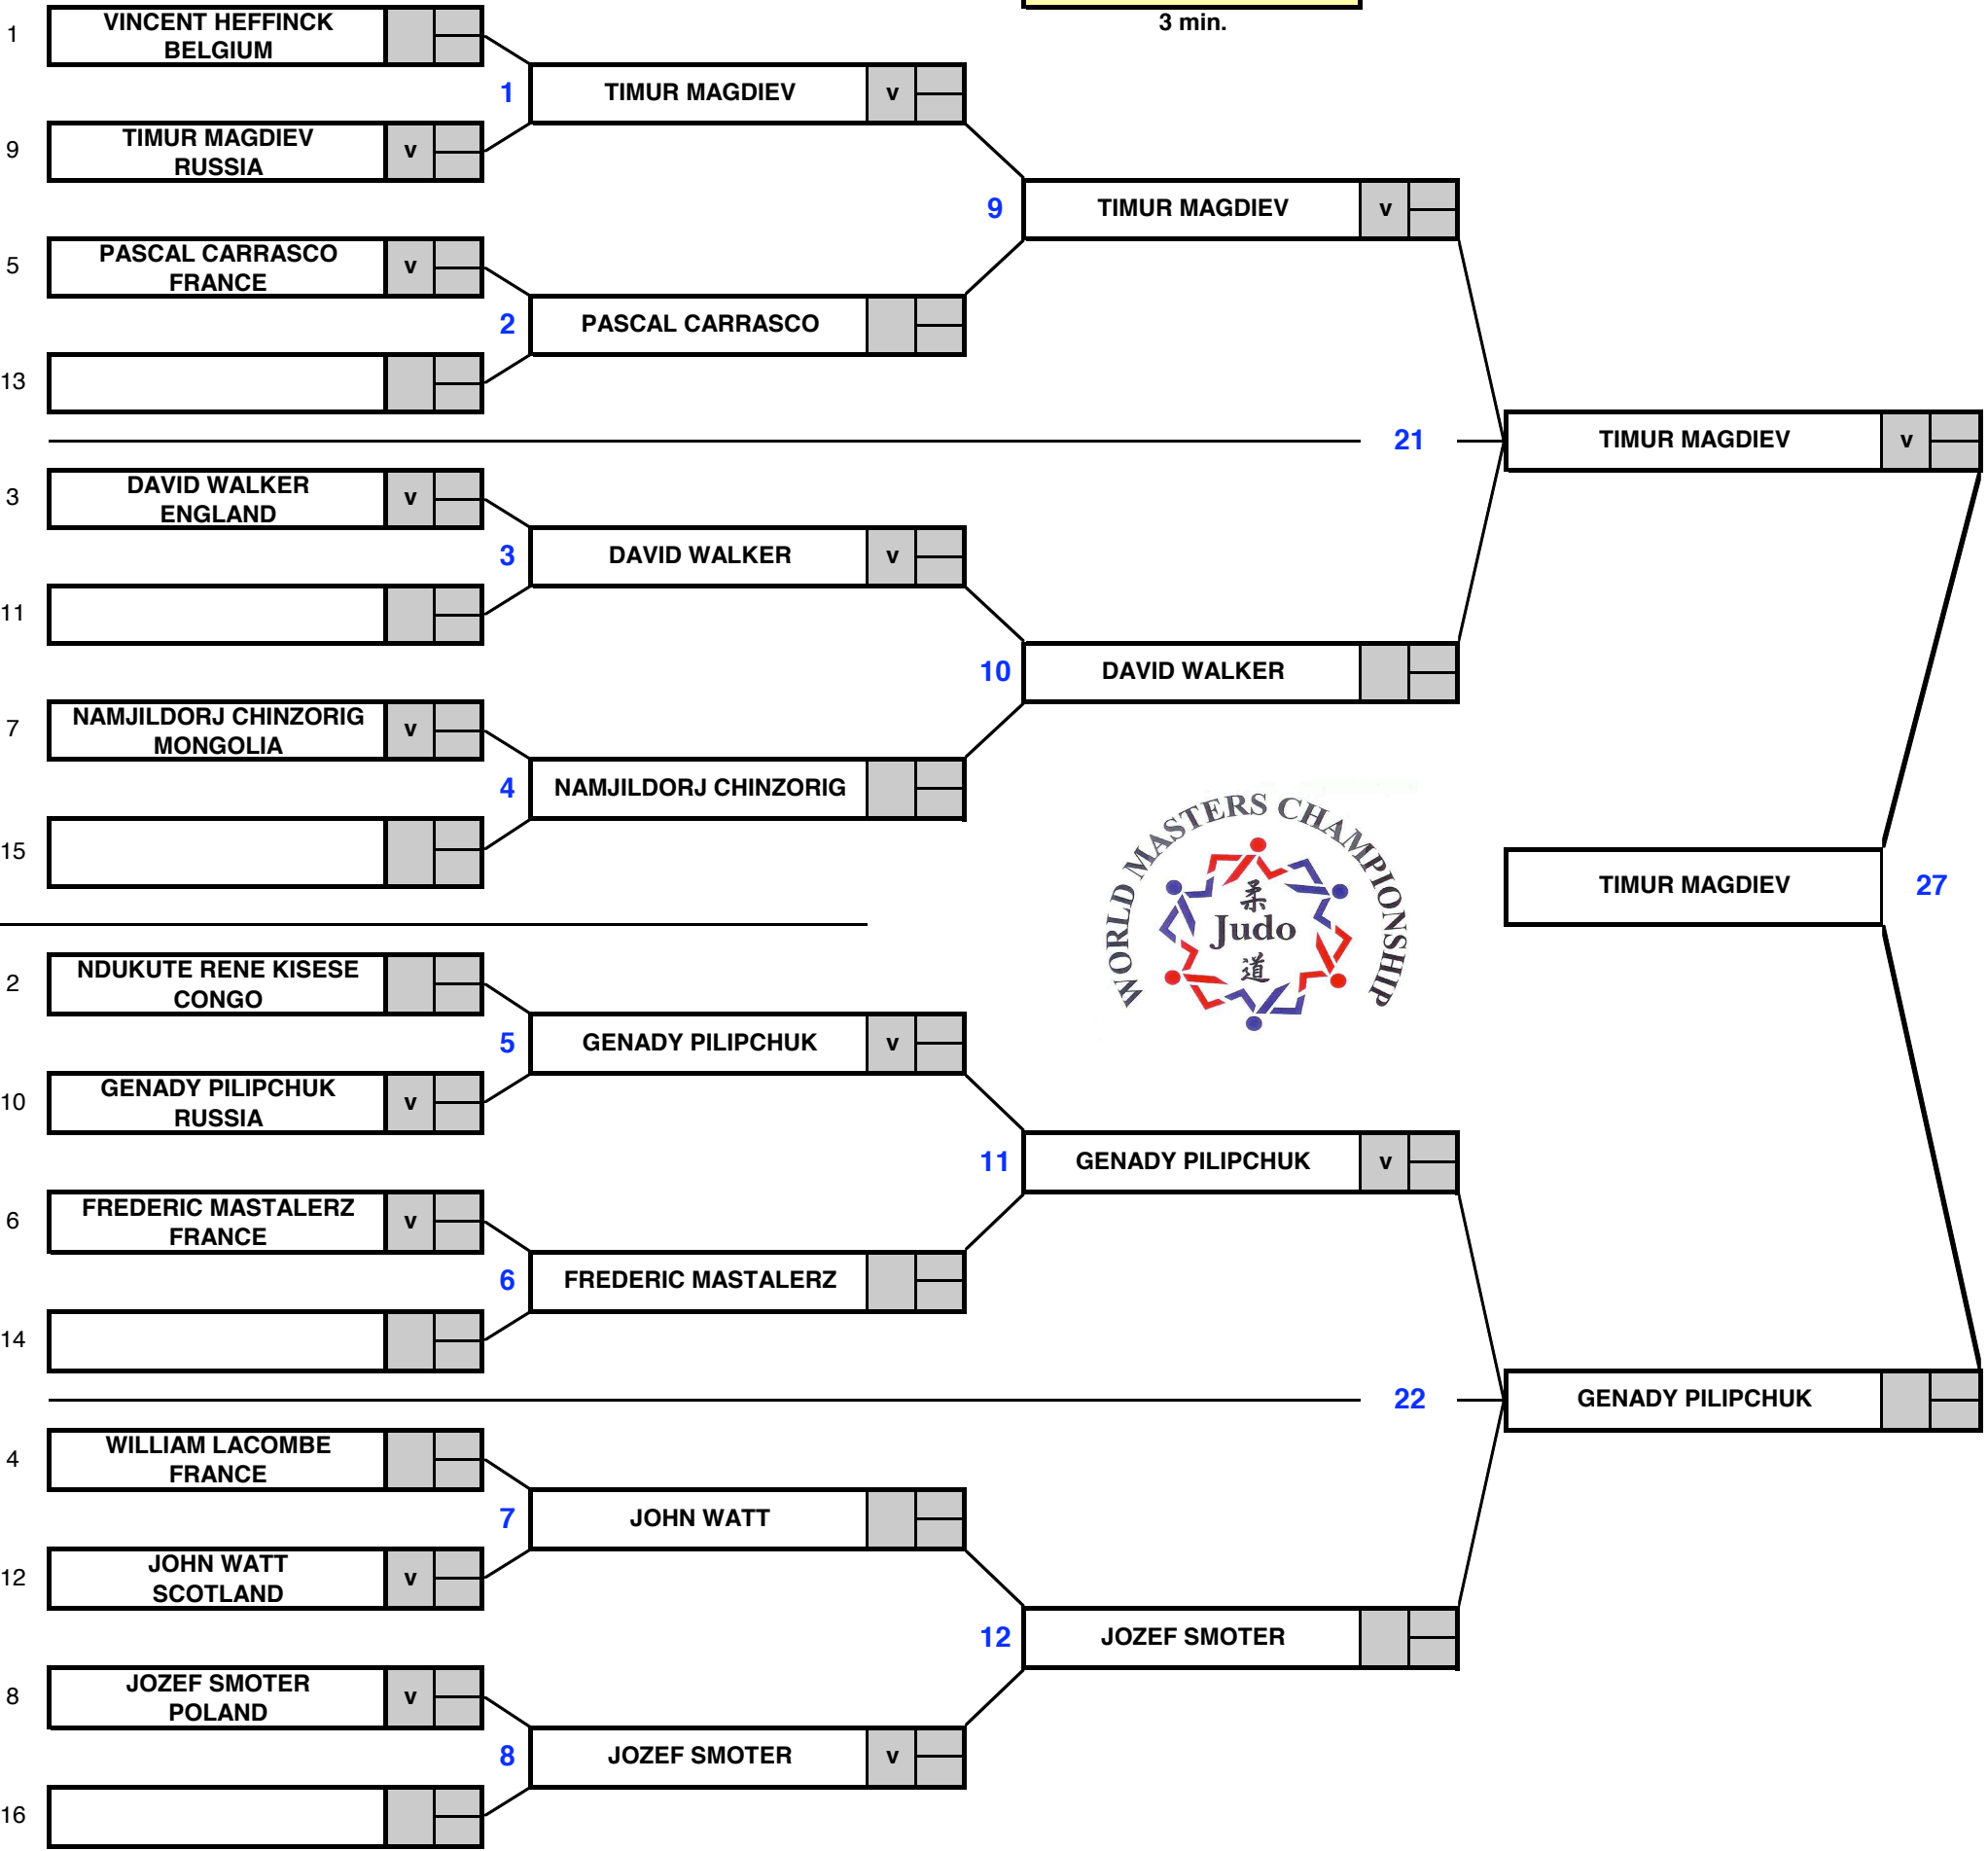 3 min.
1
VINCENT HEFFINCK
BELGIUM
1
TIMUR MAGDIEV
v
9
TIMUR MAGDIEV
RUSSIA
v
9
TIMUR MAGDIEV
v
5
PASCAL CARRASCO
FRANCE
v
2
PASCAL CARRASCO
13
21
TIMUR MAGDIEV
v
3
DAVID WALKER
ENGLAND
v
3
DAVID WALKER
v
11
10
DAVID WALKER
7
NAMJILDORJ CHINZORIG
MONGOLIA
v
4
NAMJILDORJ CHINZORIG
15
WORLD MASTERS CHAMPIONSHIP
柔
Judo
道
TIMUR MAGDIEV
27
2
NDUKUTE RENE KISESE
CONGO
5
GENADY PILIPCHUK
v
10
GENADY PILIPCHUK
RUSSIA
v
11
GENADY PILIPCHUK
v
6
FREDERIC MASTALERZ
FRANCE
v
6
FREDERIC MASTALERZ
14
22
GENADY PILIPCHUK
4
WILLIAM LACOMBE
FRANCE
7
JOHN WATT
12
JOHN WATT
SCOTLAND
v
12
JOZEF SMOTER
8
JOZEF SMOTER
POLAND
v
8
JOZEF SMOTER
v
16